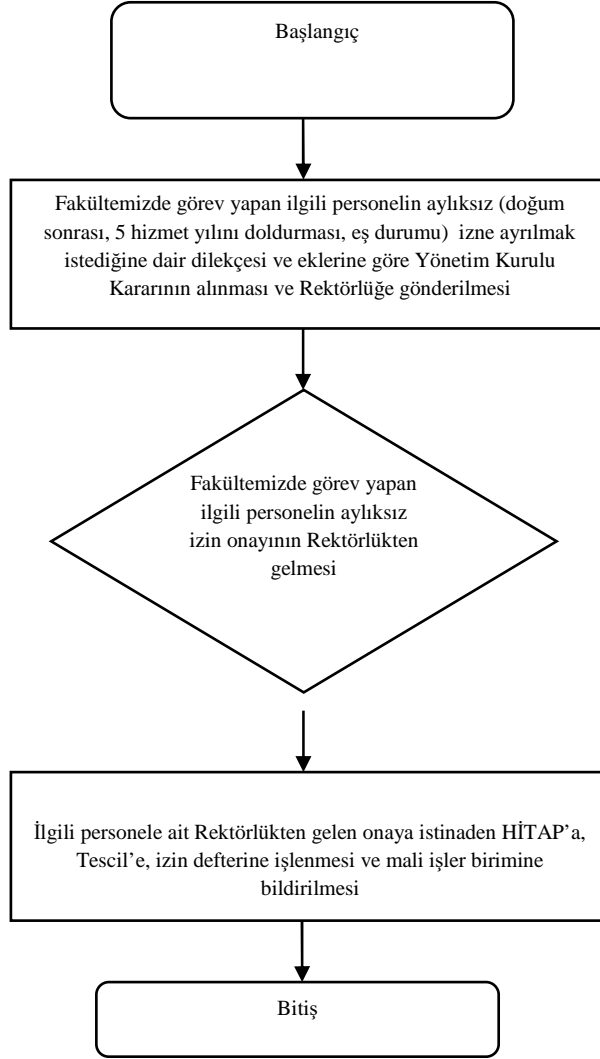 Başlangıç
Fakültemizde görev yapan ilgili personelin aylıksız (doğum
sonrası, 5 hizmet yılını doldurması, eş durumu) izne ayrılmak
istediğine dair dilekçesi ve eklerine göre Yönetim Kurulu
Kararının alınması ve Rektörlüğe gönderilmesi
Fakültemizde görev yapan
ilgili personelin aylıksız
izin onayının Rektörlükten
gelmesi
İlgili personele ait Rektörlükten gelen onaya istinaden HİTAP’a,
Tescil’e, izin defterine işlenmesi ve mali işler birimine
bildirilmesi
Bitiş